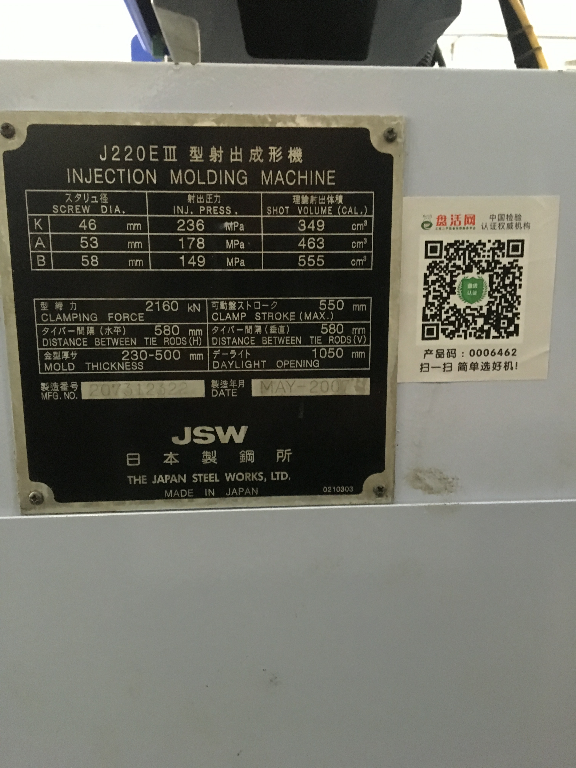 J220EⅢ 型射出成形機
INJECTION MOLDING MACHINE
スクリュ径 射出圧力 理論射出体積
SCREW DIA. INJ. PRESS. SHOT VOLUME (CAL.)
K 46 mm 236 MPa 349 cm³
A 53 mm 178 MPa 463 cm³
B 58 mm 149 MPa 555 cm³
型締力 2160 kN 可動盤ストローク 550 mm
CLAMPING FORCE CLAMP STROKE (MAX.)
タイバー間隔 (水平) 580 mm タイバー間隔 (垂直) 580 mm
DISTANCE BETWEEN TIE RODS(H) DISTANCE BETWEEN TIE RODS(V)
金型厚サ 230-500 mm デーライト 1050 mm
MOLD THICKNESS DAYLIGHT OPENING
製造番号 製造年月
MFG. NO. DATE MAY-
JSW
日本製鋼所
THE JAPAN STEEL WORKS, LTD.
MADE IN JAPAN 0210303
盘活网 中国检验
认证权威机构
产品码：0006462
扫一扫 简单选好机!